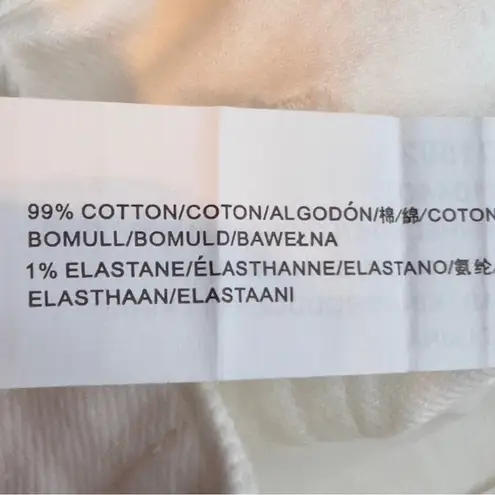 99% COTTON/COTON/ALGODÓN/棉/綿/COTON
BOMULL/BOMULD/BAWEŁNA
1% ELASTANE/ÉLASTHANNE/ELASTANO/氨纶/
ELASTHAAN/ELASTAANI